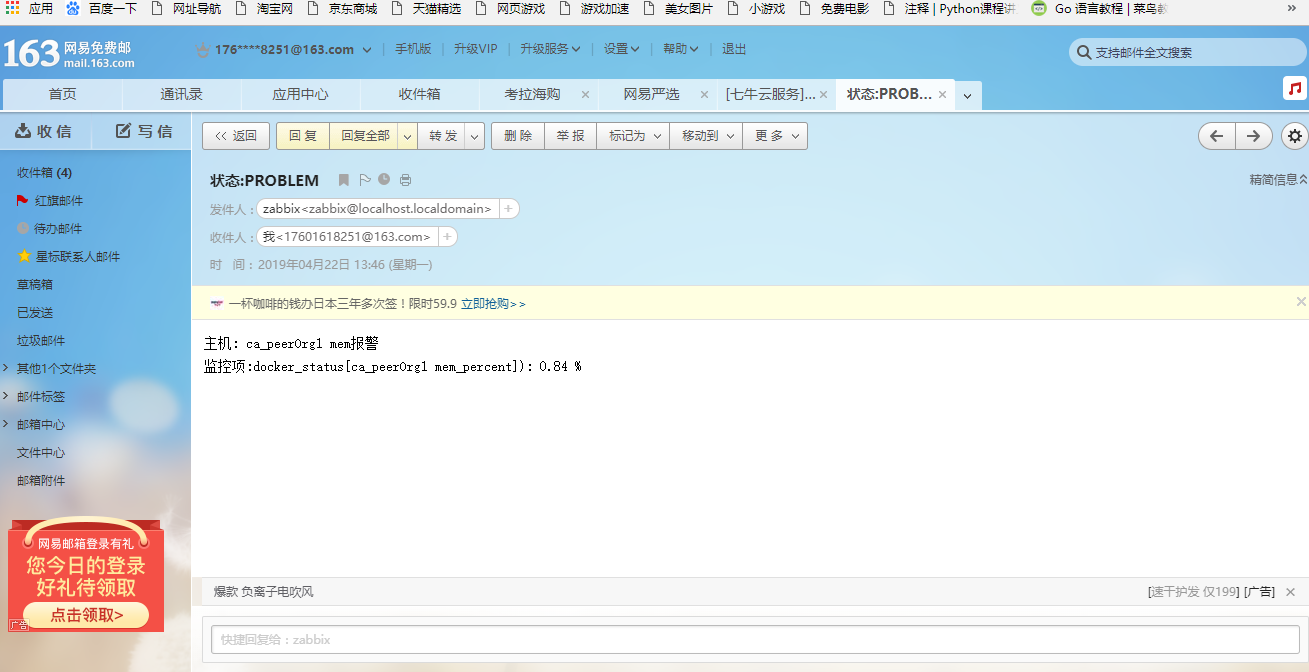 应用 百度一下 网址导航 淘宝网 京东商城 天猫精选 网页游戏 游戏加速 美女图片 小游戏 免费电影 注释 | Python课程讲 Go 语言教程 | 菜鸟教 »
163 网易免费邮 mail.163.com
176****8251@163.com 手机版 升级VIP 升级服务 设置 帮助 退出
支持邮件全文搜索
首页 通讯录 应用中心 收件箱 考拉海购 × 网易严选 × [七牛云服务]... × 状态:PROB... ×
收 信 写 信
<< 返回 回 复 回复全部 转 发 删 除 举 报 标记为 移动到 更 多
收件箱 (4)
红旗邮件
待办邮件
星标联系人邮件
草稿箱
已发送
垃圾邮件
其他1个文件夹
邮件标签
邮箱中心
文件中心
邮箱附件
网易邮箱登录有礼
您今日的登录
好礼待领取
点击领取>
广告
状态:PROBLEM
精简信息
发件人： zabbix<zabbix@localhost.localdomain> +
收件人： 我<17601618251@163.com> +
时 间： 2019年04月22日 13:46 (星期一)
一杯咖啡的钱办日本三年多次签！限时59.9 立即抢购>> ×
主机: ca_peerOrg1 mem报警
监控项:docker_status[ca_peerOrg1 mem_percent]): 0.84 %
爆款 负离子电吹风 [速干护发 仅199] [广告] ×
快捷回复给：zabbix